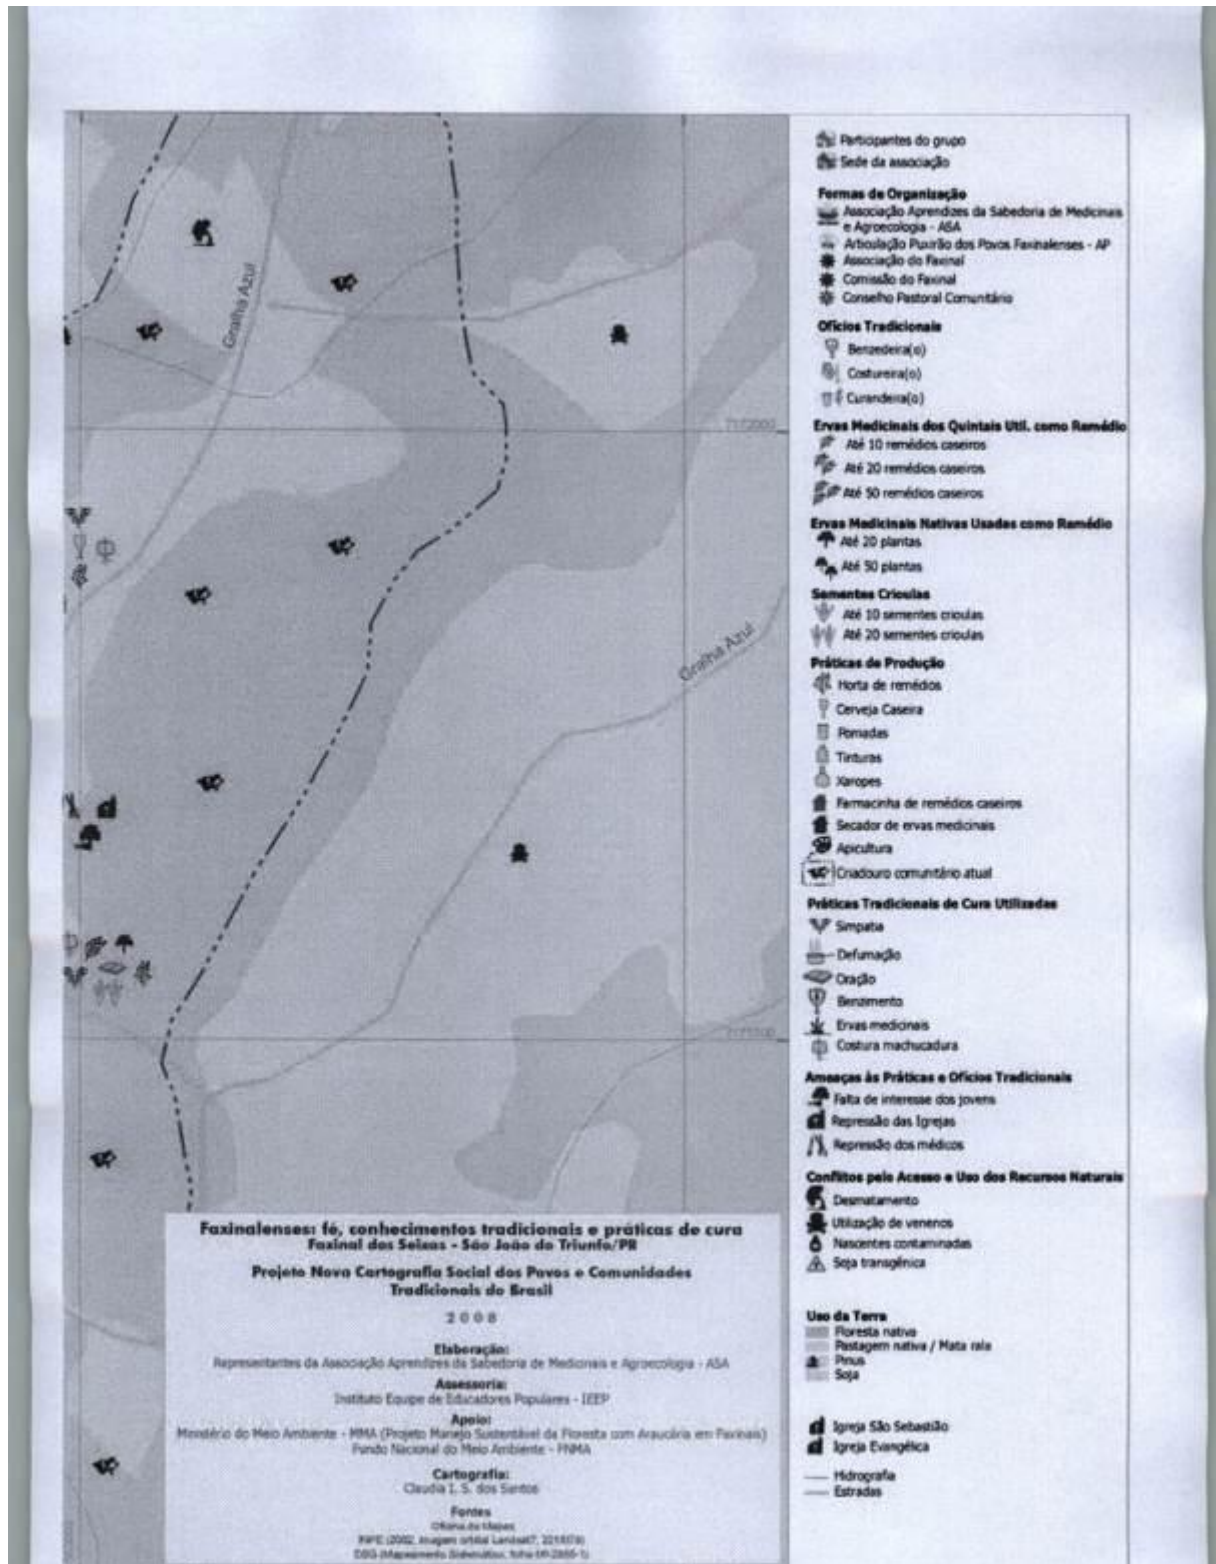 Gralha Azul
7172000
Gralha Azul
Participantes do grupo
Sede da associação
Formas de Organização
Associação Aprendizes da Sabedoria de Medicinais
e Agroecologia - ASA
Articulação Puxirão dos Povos Faxinalenses - AP
Associação do Faxinal
Comissão do Faxinal
Conselho Pastoral Comunitário
Ofícios Tradicionais
Benzedeira(o)
Costureira(o)
Curandeira(o)
Ervas Medicinais dos Quintais Util. como Remédio
Até 10 remédios caseiros
Até 20 remédios caseiros
Até 50 remédios caseiros
Ervas Medicinais Nativas Usadas como Remédio
Até 20 plantas
Até 50 plantas
Sementes Crioulas
Até 10 sementes crioulas
Até 20 sementes crioulas
Práticas de Produção
Horta de remédios
Cerveja Caseira
Pomadas
Tinturas
Xaropes
Farmacinha de remédios caseiros
Secador de ervas medicinais
Apicultura
Criadouro comunitário atual
Práticas Tradicionais de Cura Utilizadas
Simpatia
Defumação
Oração
Benzimento
Ervas medicinais
Costura machucadura
Ameaças às Práticas e Ofícios Tradicionais
Falta de interesse dos jovens
Repressão das Igrejas
Repressão dos médicos
Conflitos pelo Acesso e Uso dos Recursos Naturais
Desmatamento
Utilização de venenos
Nascentes contaminadas
Soja transgênica
Uso da Terra
Floresta nativa
Pastagem nativa / Mata rala
Pinus
Soja
Igreja São Sebastião
Igreja Evangélica
Hidrografia
Estradas
Faxinalenses: fé, conhecimentos tradicionais e práticas de cura
Faxinal dos Seixas - São João do Triunfo/PR
Projeto Nova Cartografia Social dos Povos e Comunidades
Tradicionais do Brasil
2008
Elaboração:
Representantes da Associação Aprendizes da Sabedoria de Medicinais e Agroecologia - ASA
Assessoria:
Instituto Equipe de Educadores Populares - IEEP
Apoio:
Ministério do Meio Ambiente - MMA (Projeto Manejo Sustentável da Floresta com Araucária em Faxinais)
Fundo Nacional do Meio Ambiente - FNMA
Cartografia:
Claudia I. S. dos Santos
Fontes
Oficina de Mapas
INPE (2002, imagem orbital Landsat7,
DSG (Mapeamento Sistemático, folha